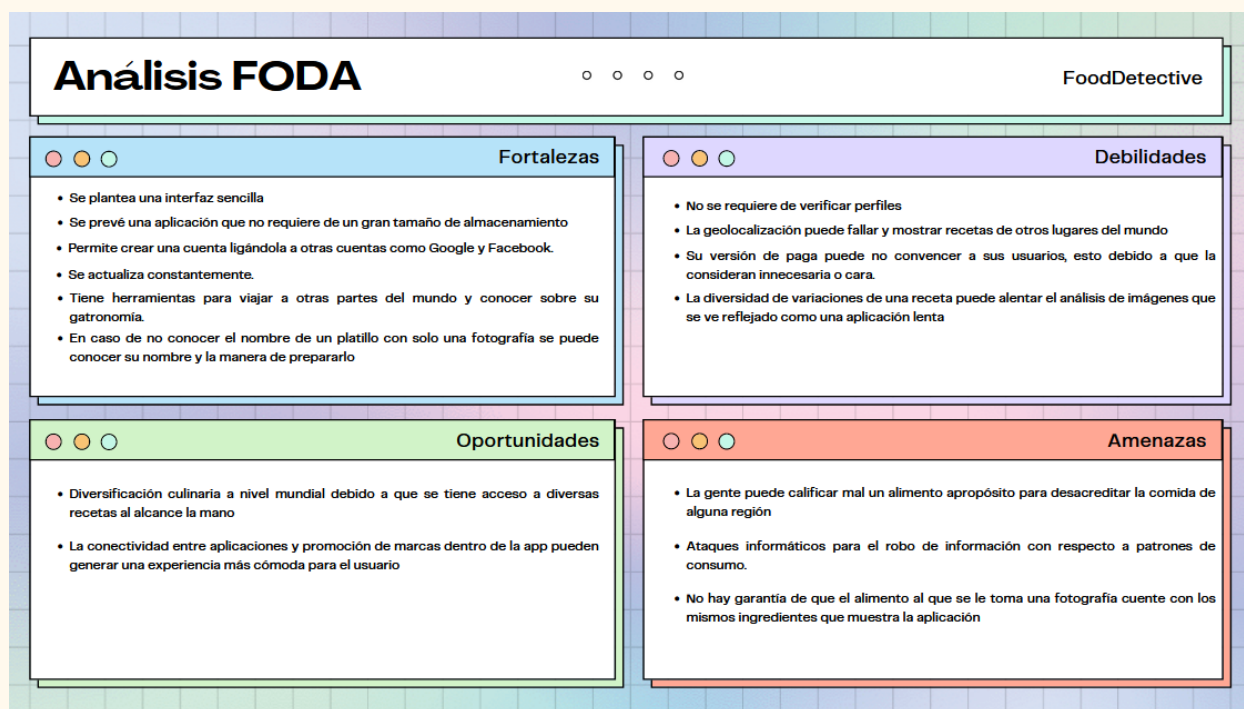 Análisis FODA
FoodDetective
Fortalezas
• Se plantea una interfaz sencilla
• Se prevé una aplicación que no requiere de un gran tamaño de almacenamiento
• Permite crear una cuenta ligándola a otras cuentas como Google y Facebook.
• Se actualiza constantemente.
• Tiene herramientas para viajar a otras partes del mundo y conocer sobre su
gatronomía.
• En caso de no conocer el nombre de un platillo con solo una fotografía se puede
conocer su nombre y la manera de prepararlo
Debilidades
• No se requiere de verificar perfiles
• La geolocalización puede fallar y mostrar recetas de otros lugares del mundo
• Su versión de paga puede no convencer a sus usuarios, esto debido a que la
consideran innecesaria o cara.
• La diversidad de variaciones de una receta puede alentar el análisis de imágenes que
se ve reflejado como una aplicación lenta
Oportunidades
• Diversificación culinaria a nivel mundial debido a que se tiene acceso a diversas
recetas al alcance la mano
• La conectividad entre aplicaciones y promoción de marcas dentro de la app pueden
generar una experiencia más cómoda para el usuario
Amenazas
• La gente puede calificar mal un alimento apropósito para desacreditar la comida de
alguna región
• Ataques informáticos para el robo de información con respecto a patrones de
consumo.
• No hay garantía de que el alimento al que se le toma una fotografía cuente con los
mismos ingredientes que muestra la aplicación